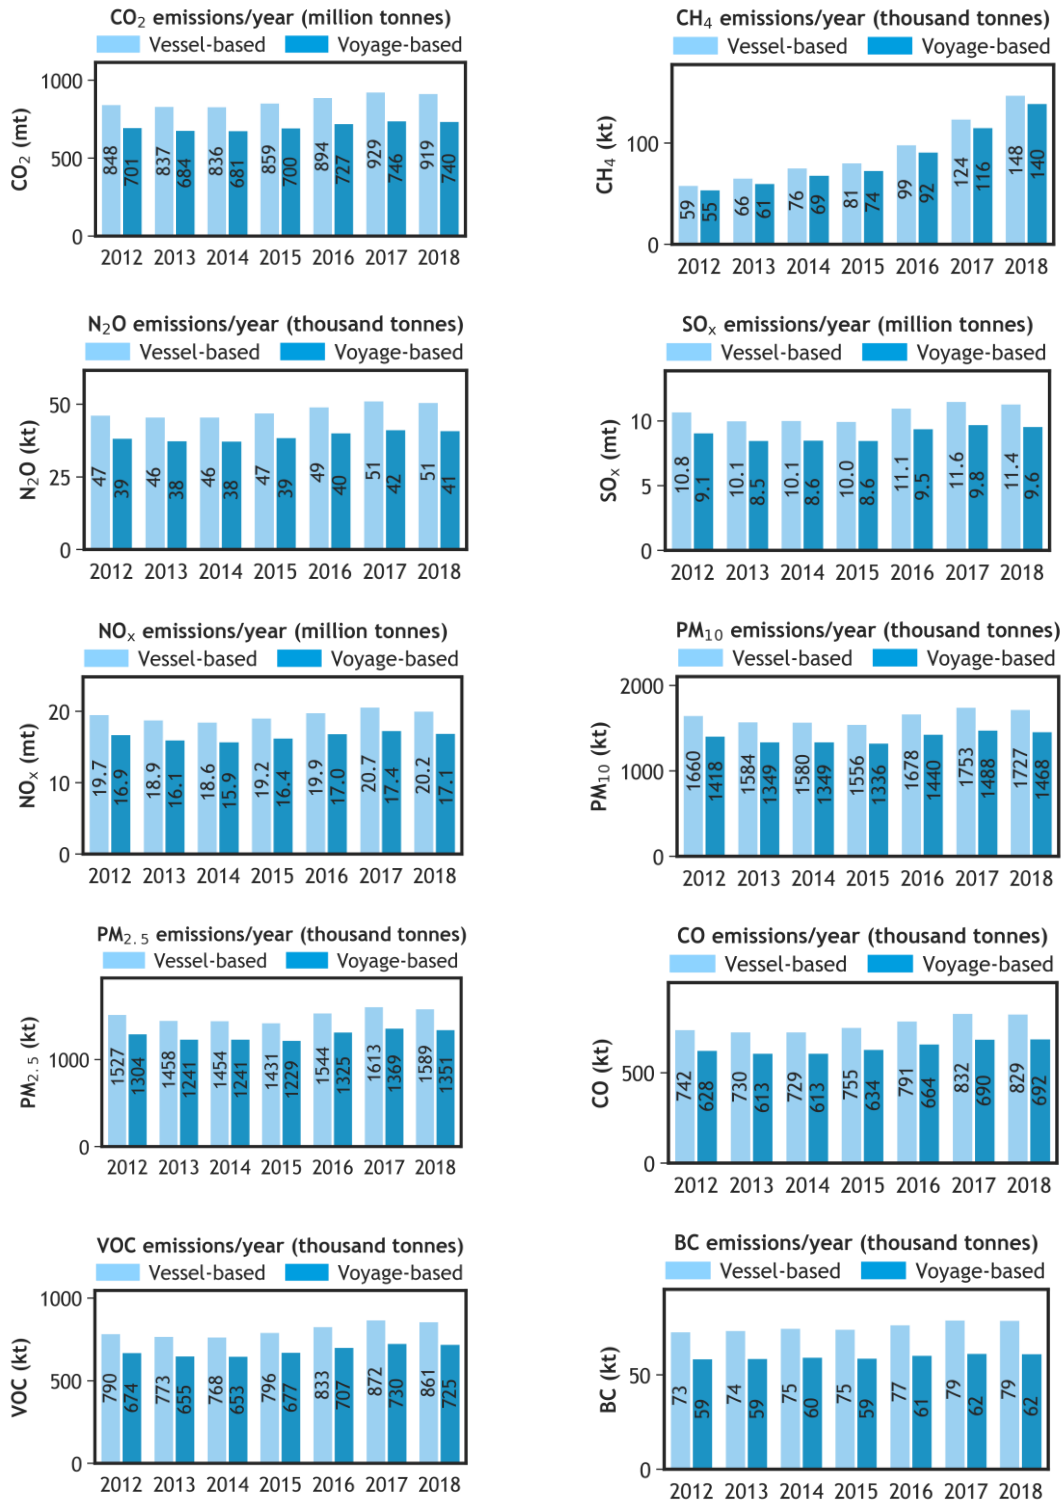 CO₂ emissions/year (million tonnes)
Vessel-based Voyage-based
CO₂ (mt)
1000
500
0
848 701 837 684 836 681 859 700 894 727 929 746 919 740
2012 2013 2014 2015 2016 2017 2018
CH₄ emissions/year (thousand tonnes)
Vessel-based Voyage-based
CH₄ (kt)
100
0
59 55 66 61 76 69 81 74 99 92 124 116 148 140
2012 2013 2014 2015 2016 2017 2018
N₂O emissions/year (thousand tonnes)
Vessel-based Voyage-based
N₂O (kt)
50
25
0
47 39 46 38 46 38 47 39 49 40 51 42 51 41
2012 2013 2014 2015 2016 2017 2018
SOₓ emissions/year (million tonnes)
Vessel-based Voyage-based
SOₓ (mt)
10
5
0
10.8 9.1 10.1 8.5 10.1 8.6 10.0 8.6 11.1 9.5 11.6 9.8 11.4 9.6
2012 2013 2014 2015 2016 2017 2018
NOₓ emissions/year (million tonnes)
Vessel-based Voyage-based
NOₓ (mt)
20
10
0
19.7 16.9 18.9 16.1 18.6 15.9 19.2 16.4 19.9 17.0 20.7 17.4 20.2 17.1
2012 2013 2014 2015 2016 2017 2018
PM₁₀ emissions/year (thousand tonnes)
Vessel-based Voyage-based
PM₁₀ (kt)
2000
1000
0
1660 1418 1584 1349 1580 1349 1556 1336 1678 1440 1753 1488 1727 1468
2012 2013 2014 2015 2016 2017 2018
PM₂.₅ emissions/year (thousand tonnes)
Vessel-based Voyage-based
PM₂.₅ (kt)
1000
0
1527 1304 1458 1241 1454 1241 1431 1229 1544 1325 1613 1369 1589 1351
2012 2013 2014 2015 2016 2017 2018
CO emissions/year (thousand tonnes)
Vessel-based Voyage-based
CO (kt)
500
0
742 628 730 613 729 613 755 634 791 664 832 690 829 692
2012 2013 2014 2015 2016 2017 2018
VOC emissions/year (thousand tonnes)
Vessel-based Voyage-based
VOC (kt)
1000
500
0
790 674 773 655 768 653 796 677 833 707 872 730 861 725
2012 2013 2014 2015 2016 2017 2018
BC emissions/year (thousand tonnes)
Vessel-based Voyage-based
BC (kt)
50
0
73 59 74 59 75 60 75 59 77 61 79 62 79 62
2012 2013 2014 2015 2016 2017 2018